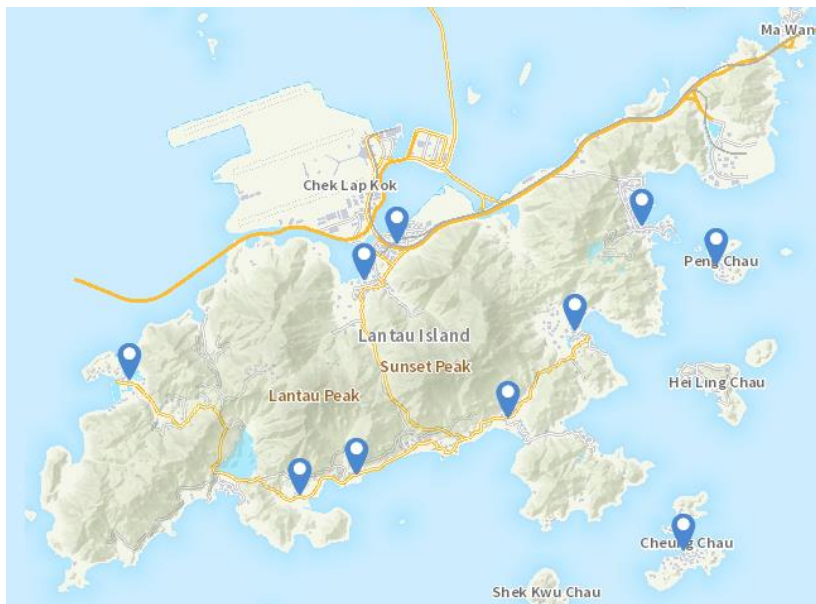 Ma Wan
Chek Lap Kok
Peng Chau
Lantau Island
Sunset Peak
Hei Ling Chau
Lantau Peak
Cheung Chau
Shek Kwu Chau